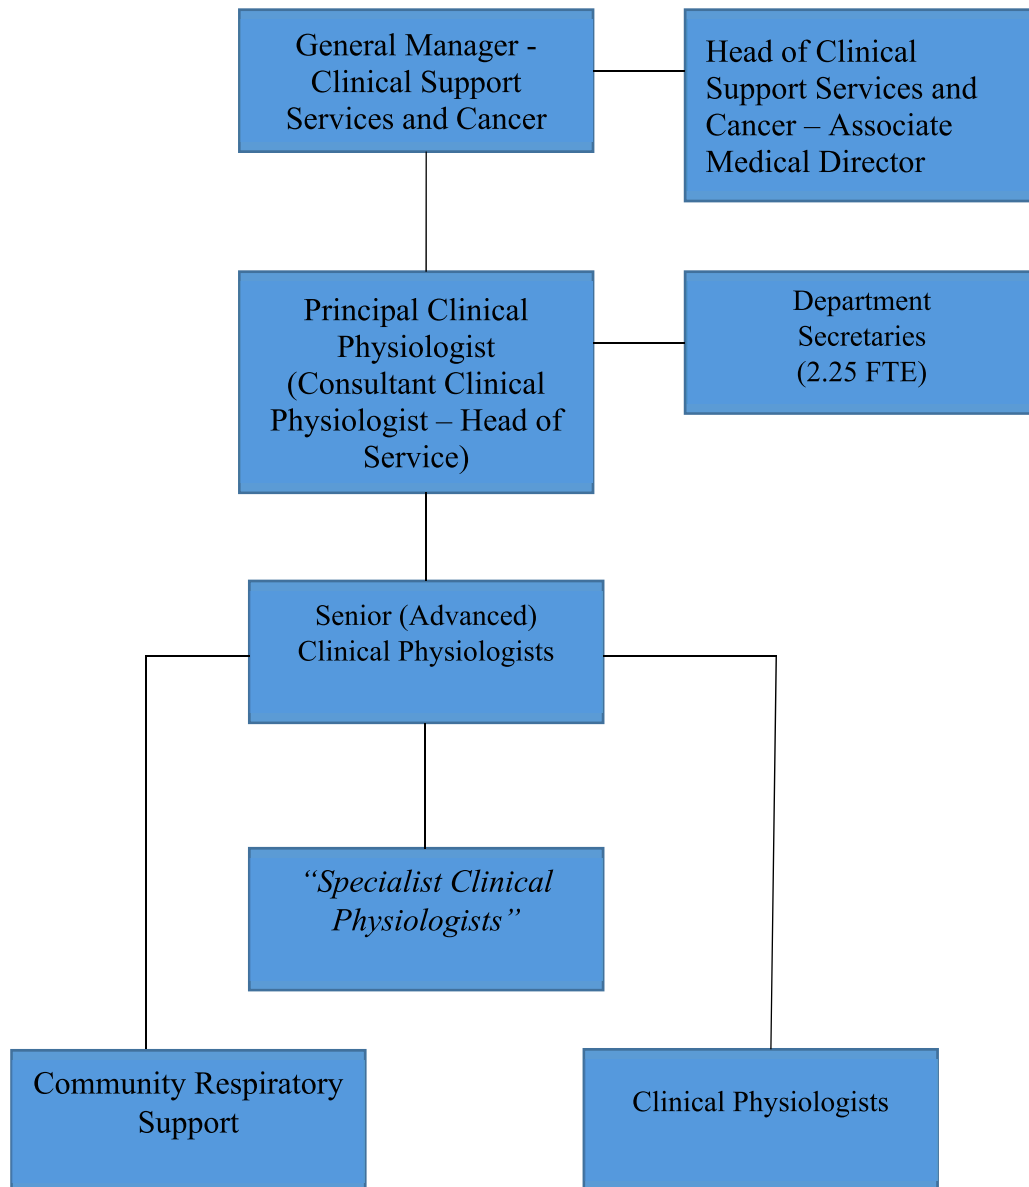 General Manager -
Clinical Support
Services and Cancer
Head of Clinical
Support Services and
Cancer – Associate
Medical Director
Principal Clinical
Physiologist
(Consultant Clinical
Physiologist – Head of
Service)
Department
Secretaries
(2.25 FTE)
Senior (Advanced)
Clinical Physiologists
“Specialist Clinical
Physiologists”
Community Respiratory
Support
Clinical Physiologists